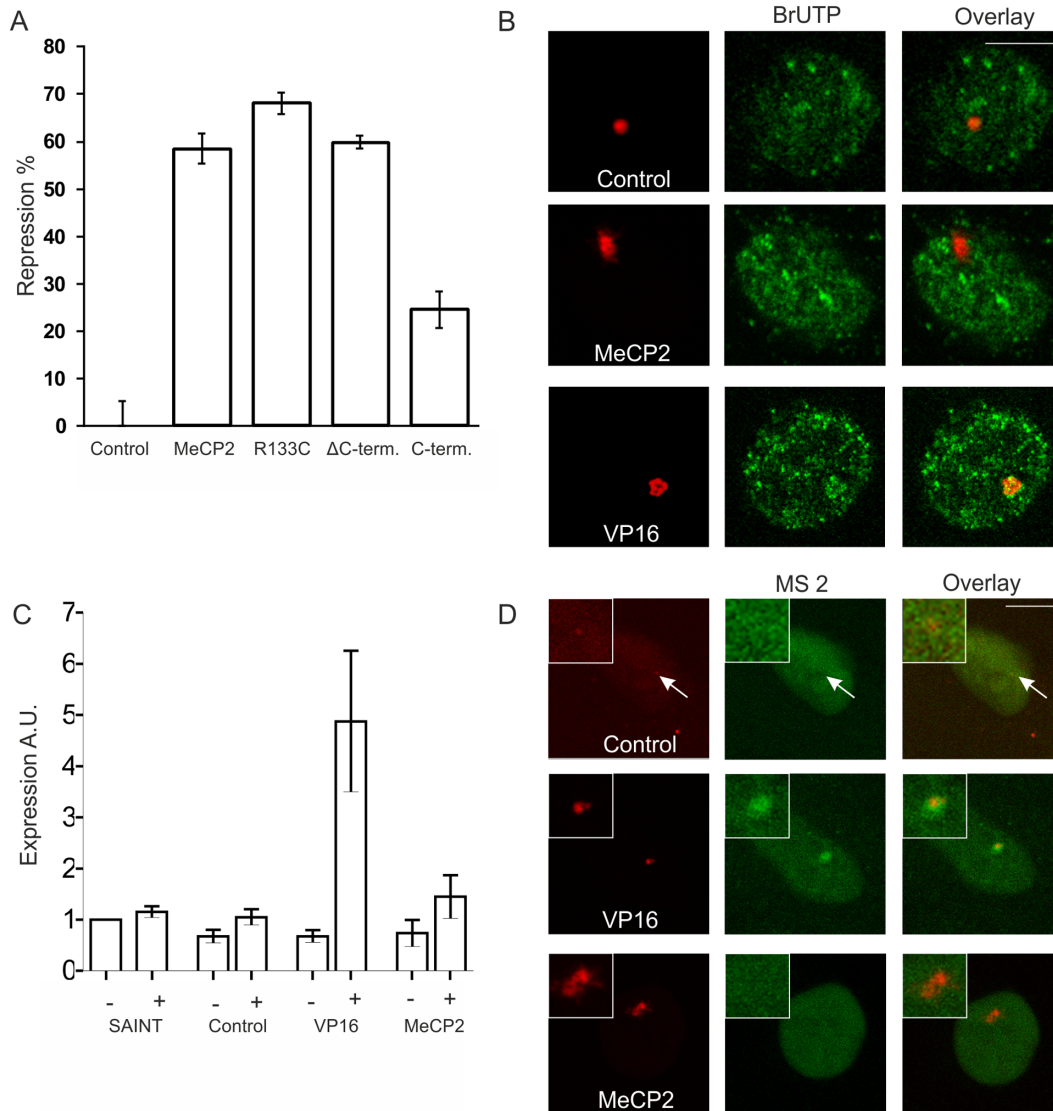 A
80
70
60
50
40
30
20
10
0
Repression %
Control MeCP2 R133C ΔC-term. C-term.
B
BrUTP Overlay
Control
MeCP2
VP16
C
7
6
5
4
3
2
1
0
Expression A.U.
- + - + - + - +
SAINT Control VP16 MeCP2
D
MS 2 Overlay
Control
VP16
MeCP2